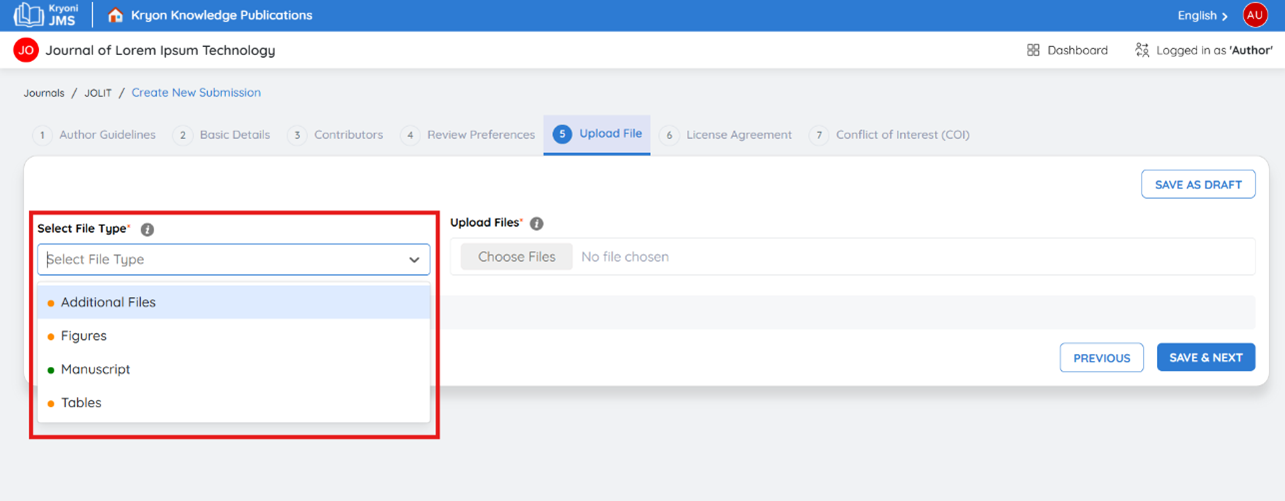 Kryoni
JMS
Kryon Knowledge Publications
English >
AU
JO
Journal of Lorem Ipsum Technology
Dashboard
Logged in as 'Author'
Journals / JOLIT / Create New Submission
1 Author Guidelines
2 Basic Details
3 Contributors
4 Review Preferences
5 Upload File
6 License Agreement
7 Conflict of Interest (COI)
SAVE AS DRAFT
Select File Type* i
Select File Type
Additional Files
Figures
Manuscript
Tables
Upload Files* i
Choose Files No file chosen
PREVIOUS
SAVE & NEXT